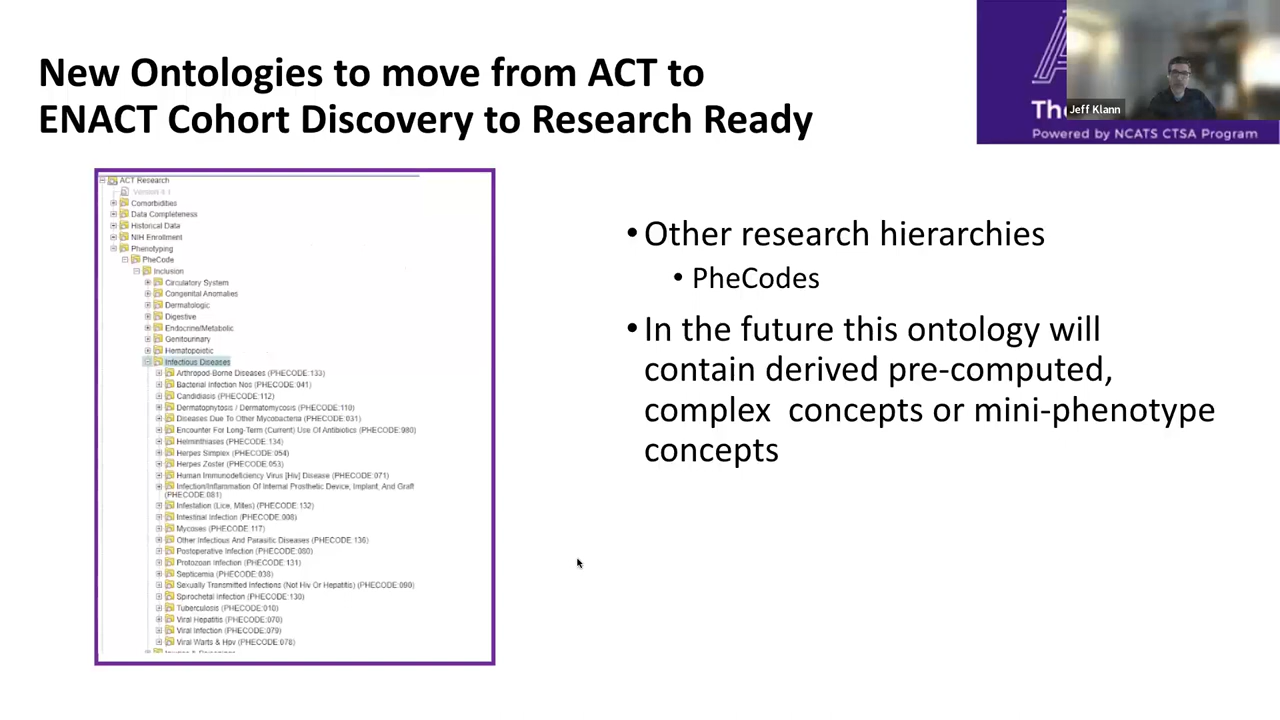 New Ontologies to move from ACT to
ENACT Cohort Discovery to Research Ready
Jeff Klann
Powered by NCATS CTSA Program
ACT Research
Version 4.1
Comorbidities
Data Completeness
Historical Data
NIH Enrollment
Phenotyping
PheCode
Inclusion
Circulatory System
Congenital Anomalies
Dermatologic
Digestive
Endocrine/Metabolic
Genitourinary
Hematopoietic
Infectious Diseases
Arthropod-Borne Diseases (PHECODE:133)
Bacterial Infection Nos (PHECODE:041)
Candidiasis (PHECODE:112)
Dermatophytosis / Dermatomycosis (PHECODE:110)
Diseases Due To Other Mycobacteria (PHECODE:031)
Encounter For Long-Term (Current) Use Of Antibiotics (PHECODE:980)
Helminthiases (PHECODE:134)
Herpes Simplex (PHECODE:054)
Herpes Zoster (PHECODE:053)
Human Immunodeficiency Virus [Hiv] Disease (PHECODE:071)
Infection/Inflammation Of Internal Prosthetic Device, Implant, And Graft
(PHECODE:081)
Infestation (Lice, Mites) (PHECODE:132)
Intestinal Infection (PHECODE:008)
Mycoses (PHECODE:117)
Other Infectious And Parasitic Diseases (PHECODE:136)
Postoperative Infection (PHECODE:080)
Protozoan Infection (PHECODE:131)
Septicemia (PHECODE:038)
Sexually Transmitted Infections (Not Hiv Or Hepatitis) (PHECODE:090)
Spirochetal Infection (PHECODE:130)
Tuberculosis (PHECODE:010)
Viral Hepatitis (PHECODE:070)
Viral Infection (PHECODE:079)
Viral Warts & Hpv (PHECODE:078)
• Other research hierarchies
• PheCodes
• In the future this ontology will
contain derived pre-computed,
complex concepts or mini-phenotype
concepts